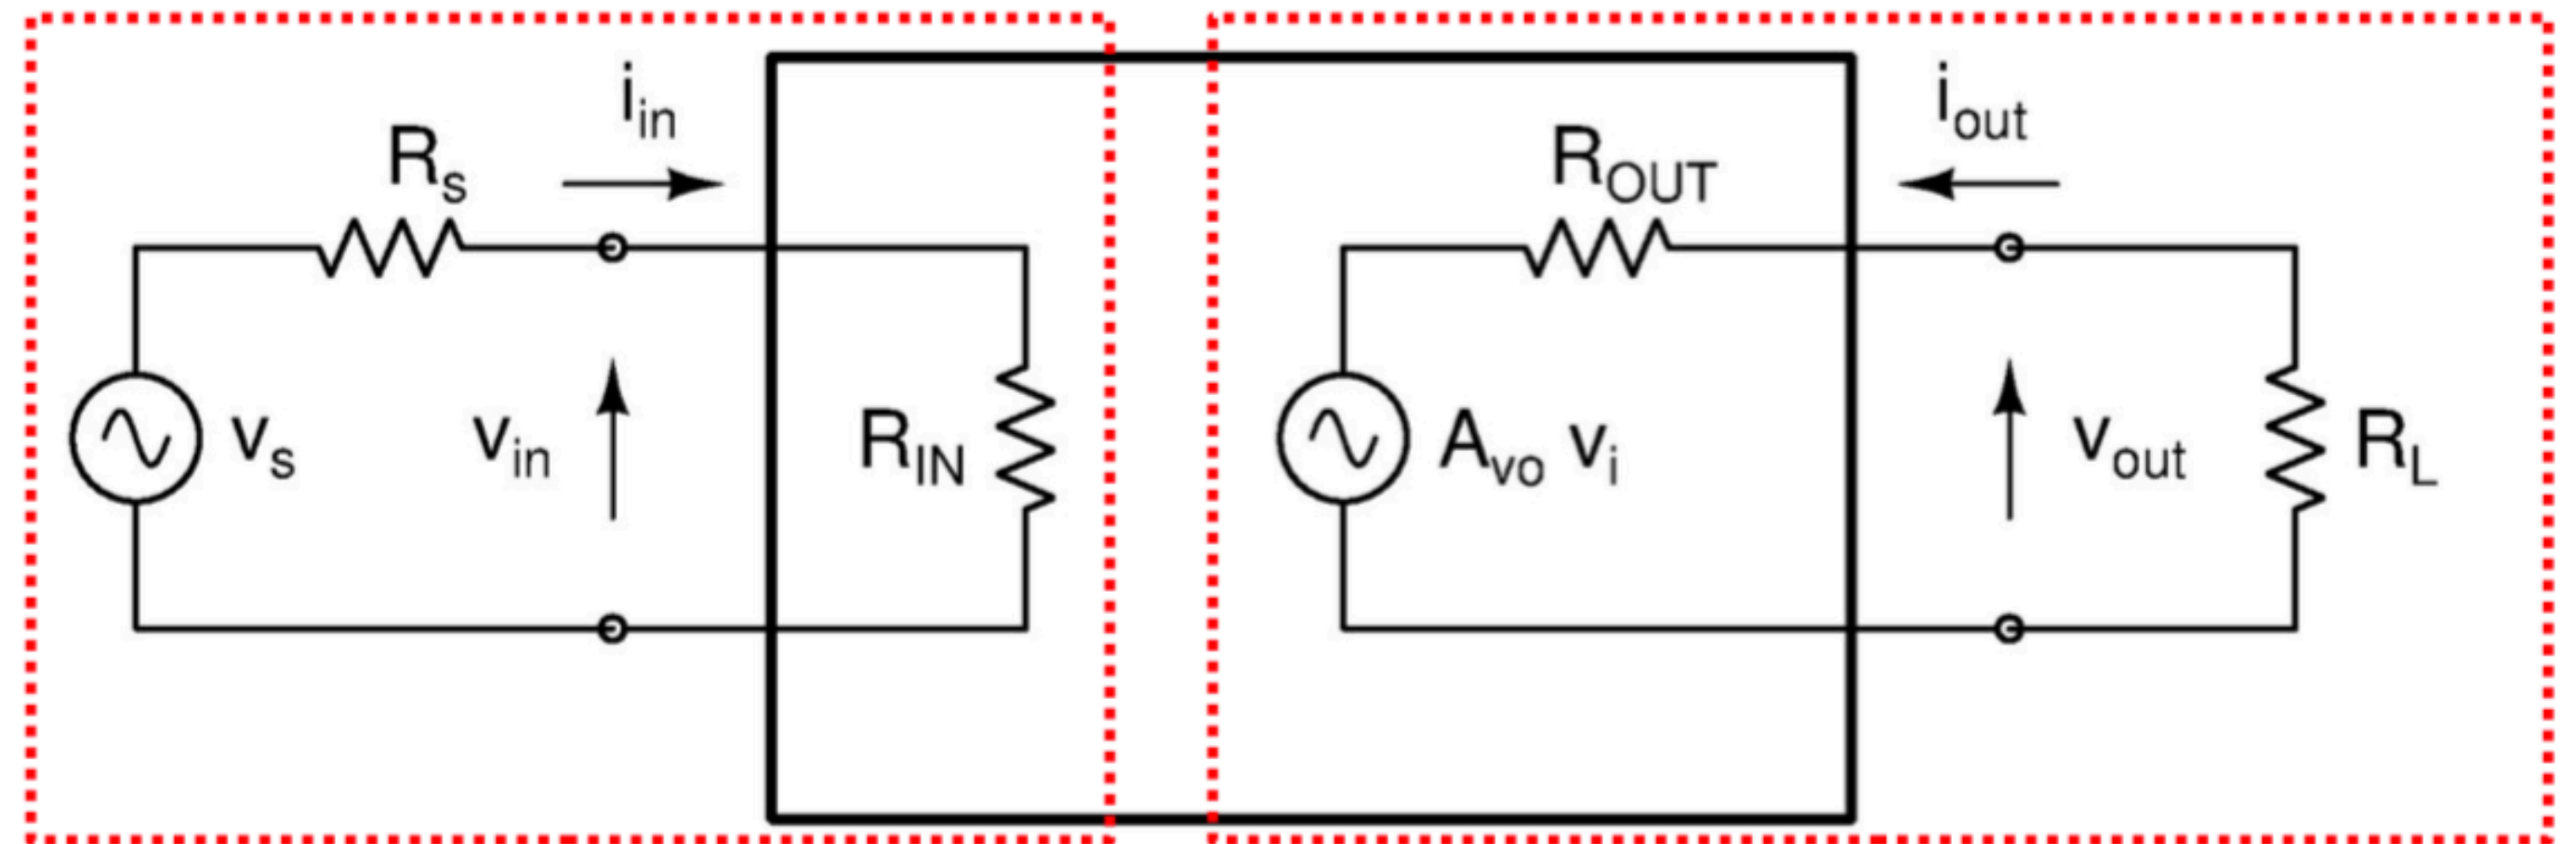 R_s
i_in
v_s
v_in
R_IN
R_OUT
i_out
A_vo v_i
v_out
R_L